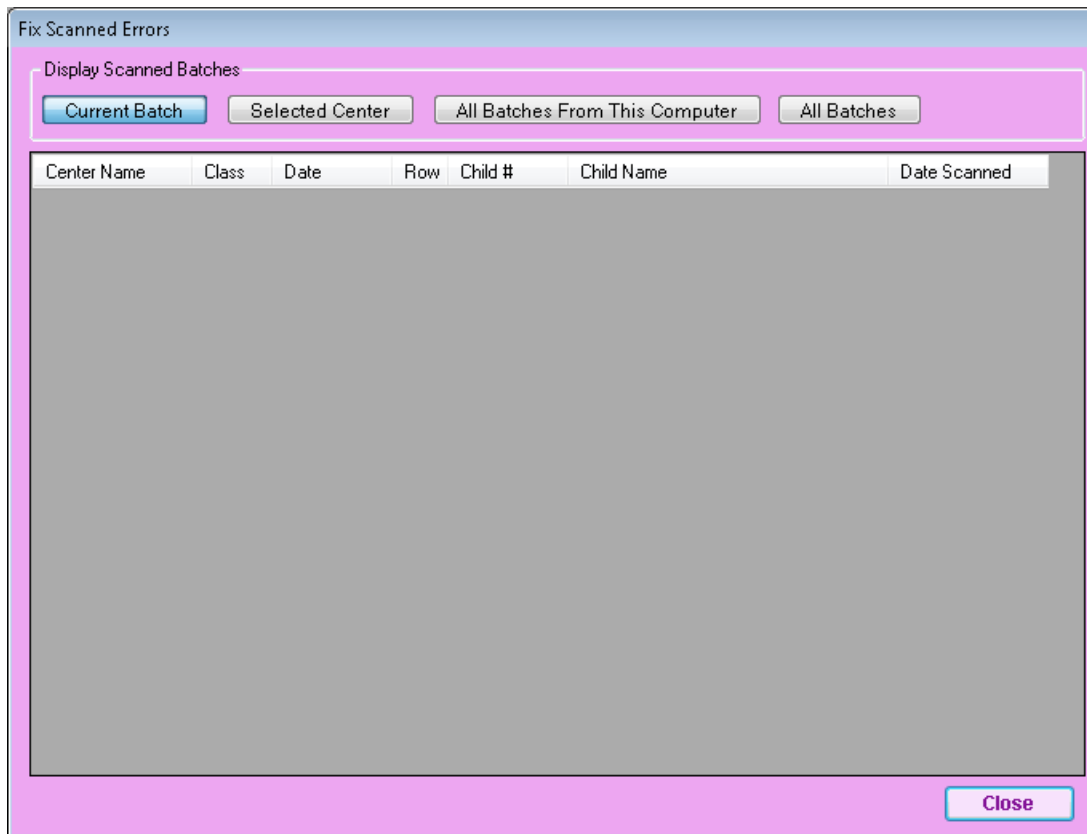 Fix Scanned Errors
Display Scanned Batches
Current Batch Selected Center All Batches From This Computer All Batches
Center Name Class Date Row Child # Child Name Date Scanned
Close